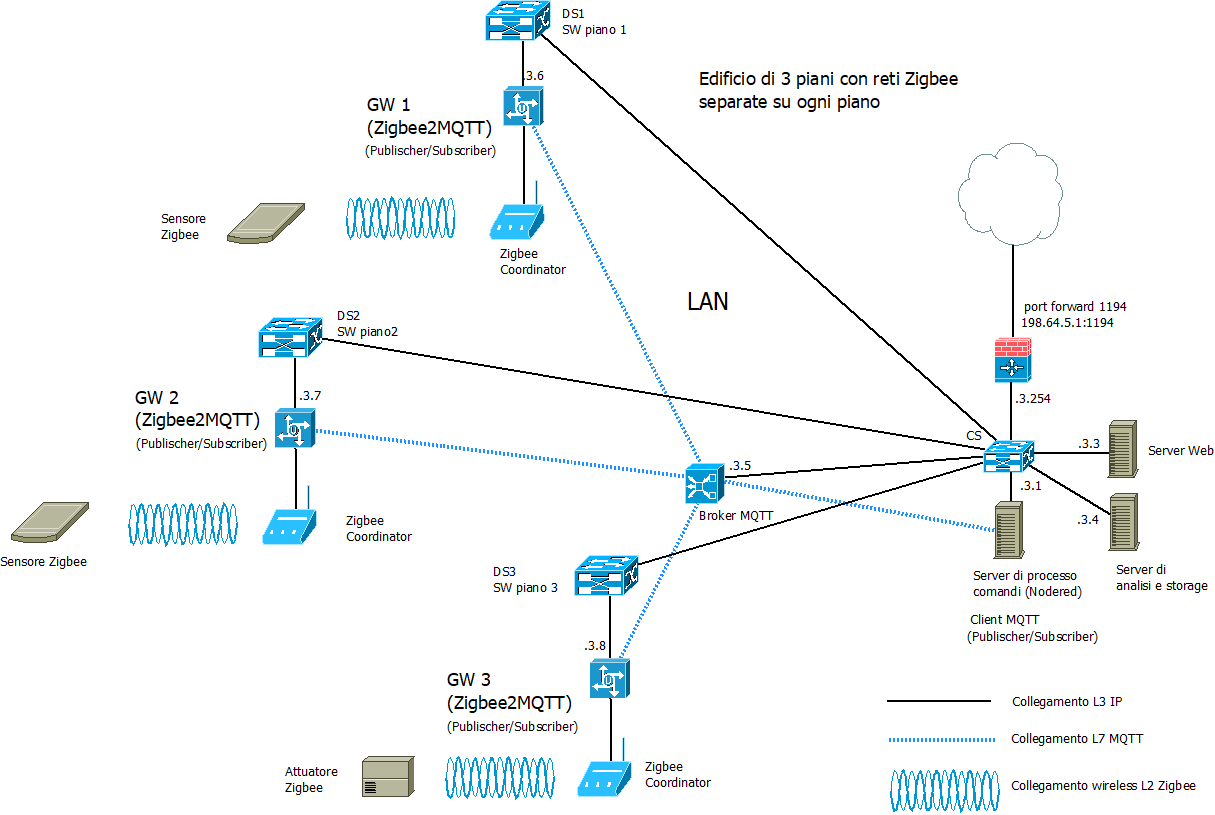 DS1
SW piano 1
Edificio di 3 piani con reti Zigbee
separate su ogni piano
.3.6
GW 1
(Zigbee2MQTT)
(Publischer/Subscriber)
Sensore
Zigbee
Zigbee
Coordinator
LAN
port forward 1194
198.64.5.1:1194
DS2
SW piano2
.3.7
GW 2
(Zigbee2MQTT)
(Publischer/Subscriber)
.3.254
CS
.3.3
Server Web
.3.5
.3.1
Broker MQTT
.3.4
Zigbee
Coordinator
Sensore Zigbee
DS3
SW piano 3
Server di processo
comandi (Nodered)
Client MQTT
(Publischer/Subscriber)
Server di
analisi e storage
.3.8
GW 3
(Zigbee2MQTT)
(Publischer/Subscriber)
Attuatore
Zigbee
Zigbee
Coordinator
Collegamento L3 IP
Collegamento L7 MQTT
Collegamento wireless L2 Zigbee